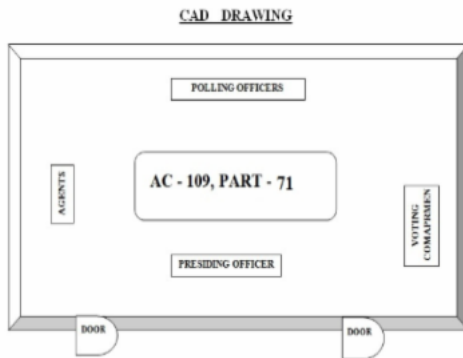 CAD DRAWING
POLLING OFFICERS
AGENTS
AC - 109, PART - 71
VOTING
COMAPRMEN
PRESIDING OFFICER
DOOR
DOOR